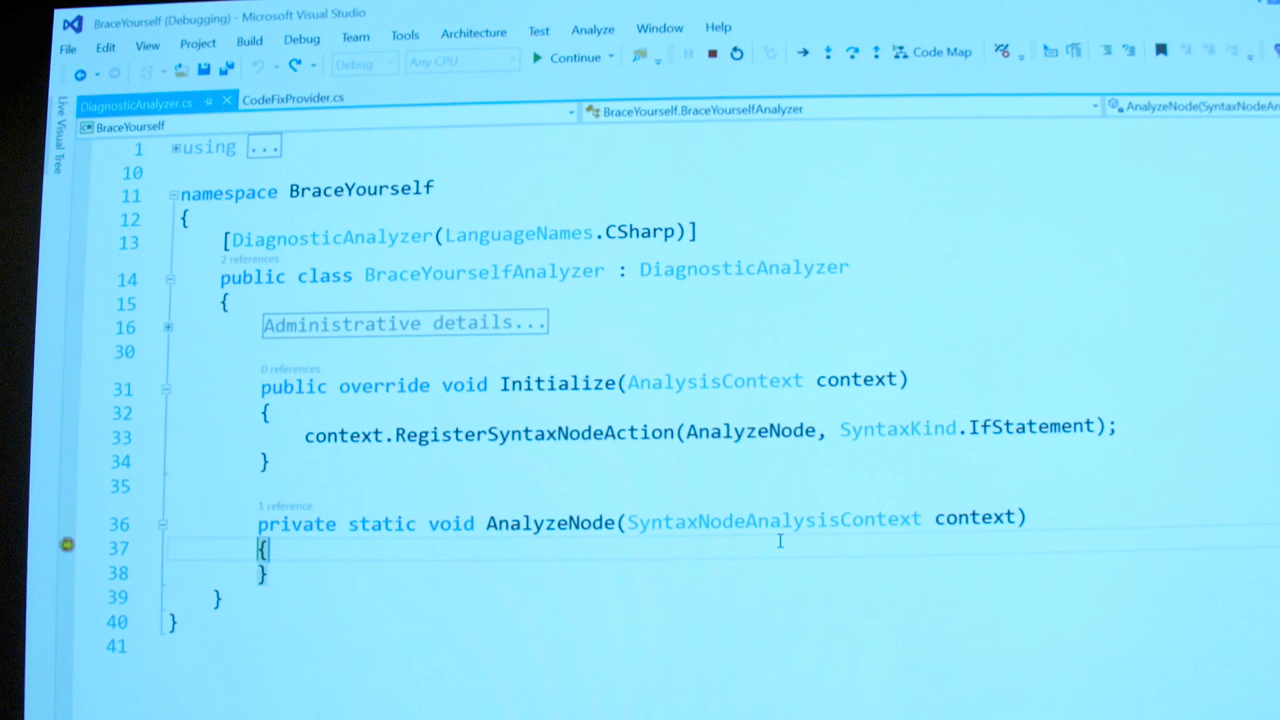 BraceYourself (Debugging) - Microsoft Visual Studio
File Edit View Project Build Debug Team Tools Architecture Test Analyze Window Help
Debug Any CPU Continue Code Map
DiagnosticAnalyzer.cs CodeFixProvider.cs
BraceYourself BraceYourself.BraceYourselfAnalyzer AnalyzeNode(SyntaxNodeAn
Live Visual Tree
1 using ...
10
11 namespace BraceYourself
12 {
13 [DiagnosticAnalyzer(LanguageNames.CSharp)]
2 references
14 public class BraceYourselfAnalyzer : DiagnosticAnalyzer
15 {
16 Administrative details...
30
0 references
31 public override void Initialize(AnalysisContext context)
32 {
33 context.RegisterSyntaxNodeAction(AnalyzeNode, SyntaxKind.IfStatement);
34 }
35
1 reference
36 private static void AnalyzeNode(SyntaxNodeAnalysisContext context)
37 {
38 }
39 }
40 }
41